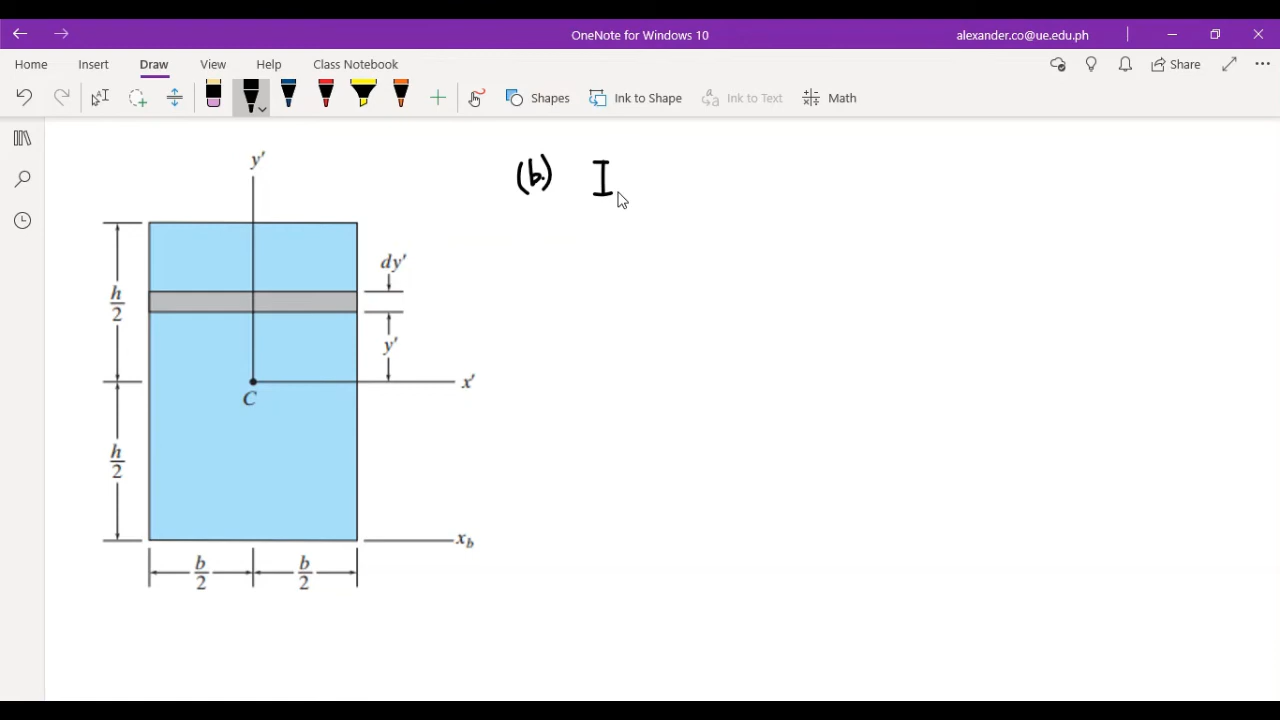 OneNote for Windows 10
alexander.co@ue.edu.ph
Home Insert Draw View Help Class Notebook
Share
Shapes Ink to Shape Ink to Text Math
y′
(b.) I
dy′
h/2
y′
x′
C
h/2
x_b
b/2 b/2